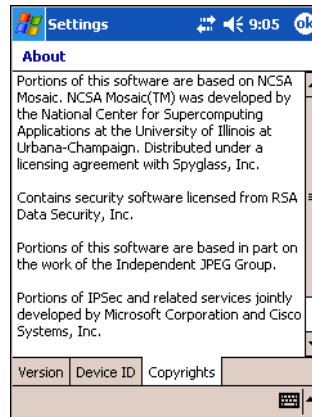 Settings 9:05 ok
About
Portions of this software are based on NCSA
Mosaic. NCSA Mosaic(TM) was developed by
the National Center for Supercomputing
Applications at the University of Illinois at
Urbana-Champaign. Distributed under a
licensing agreement with Spyglass, Inc.
Contains security software licensed from RSA
Data Security, Inc.
Portions of this software are based in part on
the work of the Independent JPEG Group.
Portions of IPSec and related services jointly
developed by Microsoft Corporation and Cisco
Systems, Inc.
Version Device ID Copyrights